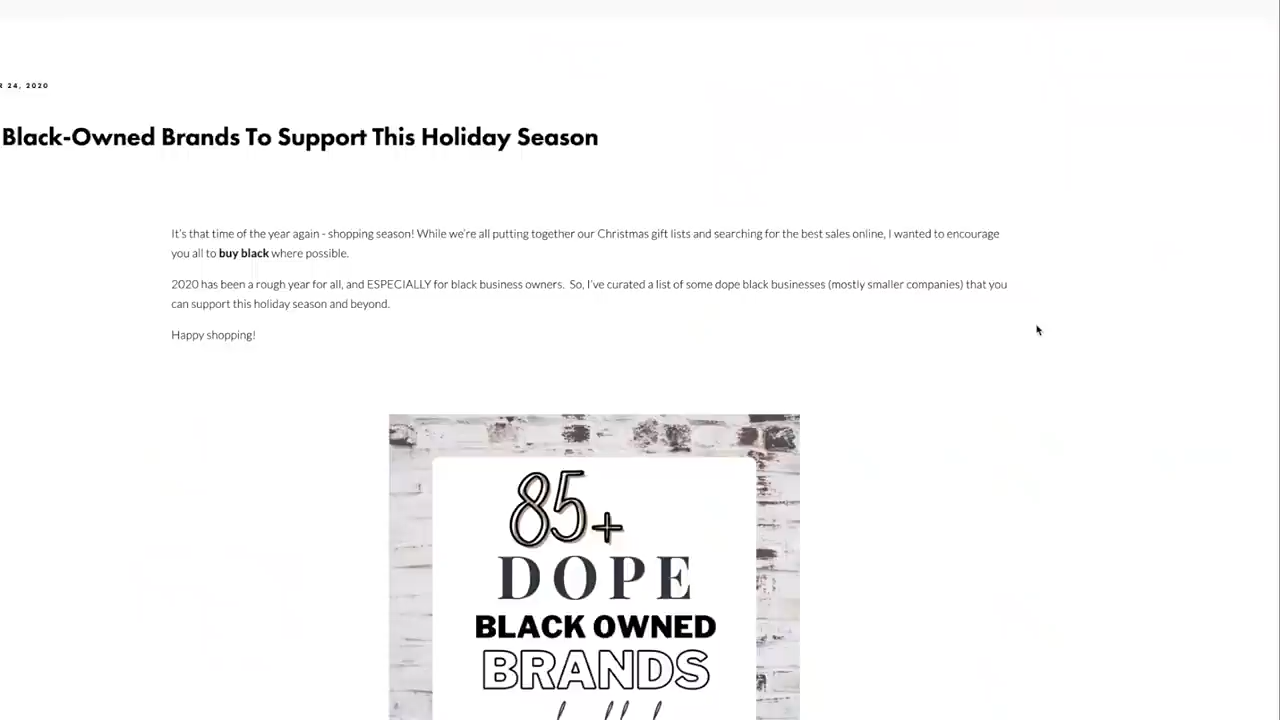 R 24, 2020
Black-Owned Brands To Support This Holiday Season
It's that time of the year again - shopping season! While we're all putting together our Christmas gift lists and searching for the best sales online, I wanted to encourage
you all to buy black where possible.
2020 has been a rough year for all, and ESPECIALLY for black business owners. So, I've curated a list of some dope black businesses (mostly smaller companies) that you
can support this holiday season and beyond.
Happy shopping!
85+
DOPE
BLACK OWNED
BRANDS